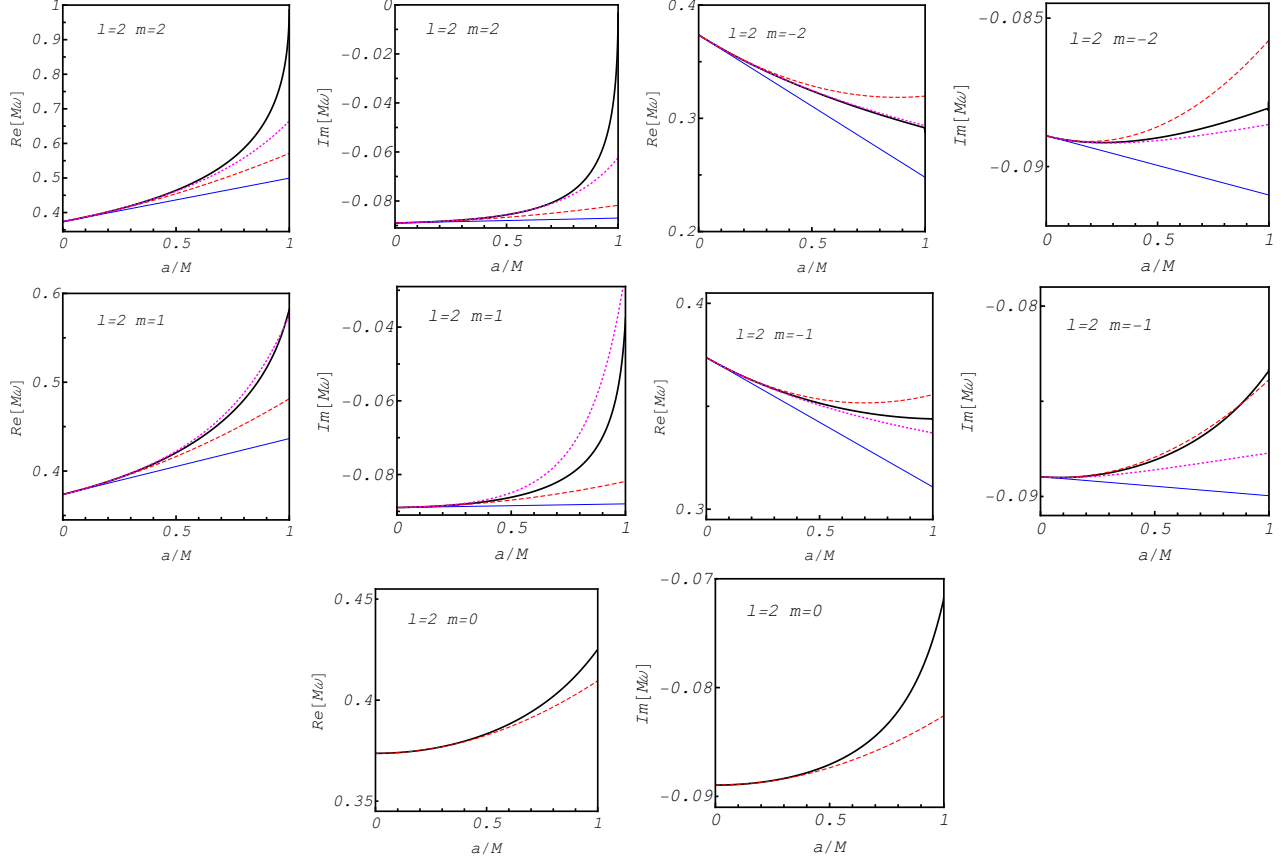 l=2 m=2
Re[Mω]
1
0.9
0.8
0.7
0.6
0.5
0.4
0
0.5
1
a/M
l=2 m=2
Im[Mω]
0
-0.02
-0.04
-0.06
-0.08
0
0.5
1
a/M
l=2 m=-2
Re[Mω]
0.4
0.3
0.2
0
0.5
1
a/M
l=2 m=-2
Im[Mω]
-0.085
-0.089
0
0.5
1
a/M
l=2 m=1
Re[Mω]
0.6
0.5
0.4
0
0.5
1
a/M
l=2 m=1
Im[Mω]
-0.04
-0.06
-0.08
0
0.5
1
a/M
l=2 m=-1
Re[Mω]
0.4
0.3
0
0.5
1
a/M
l=2 m=-1
Im[Mω]
-0.08
-0.09
0
0.5
1
a/M
l=2 m=0
Re[Mω]
0.45
0.4
0.35
0
0.5
1
a/M
l=2 m=0
Im[Mω]
-0.07
-0.08
-0.09
0
0.5
1
a/M